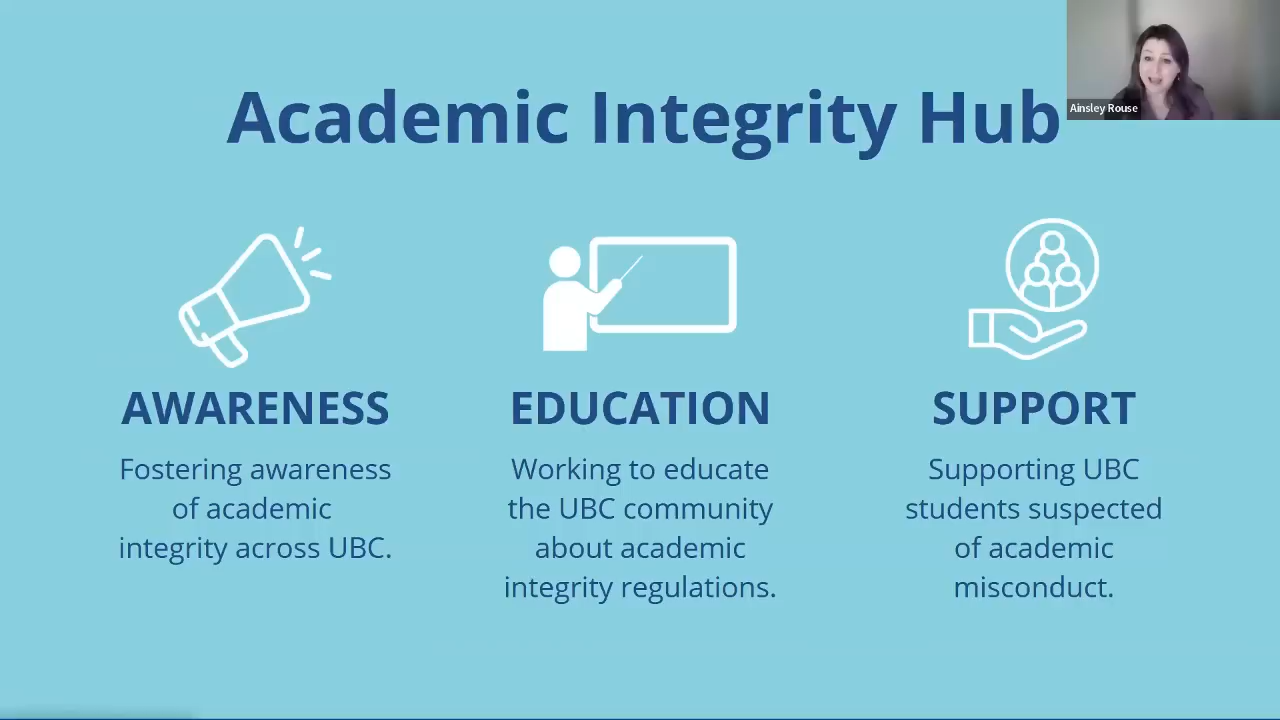 Academic Integrity Hub
Ainsley Rouse
AWARENESS
Fostering awareness
of academic
integrity across UBC.
EDUCATION
Working to educate
the UBC community
about academic
integrity regulations.
SUPPORT
Supporting UBC
students suspected
of academic
misconduct.